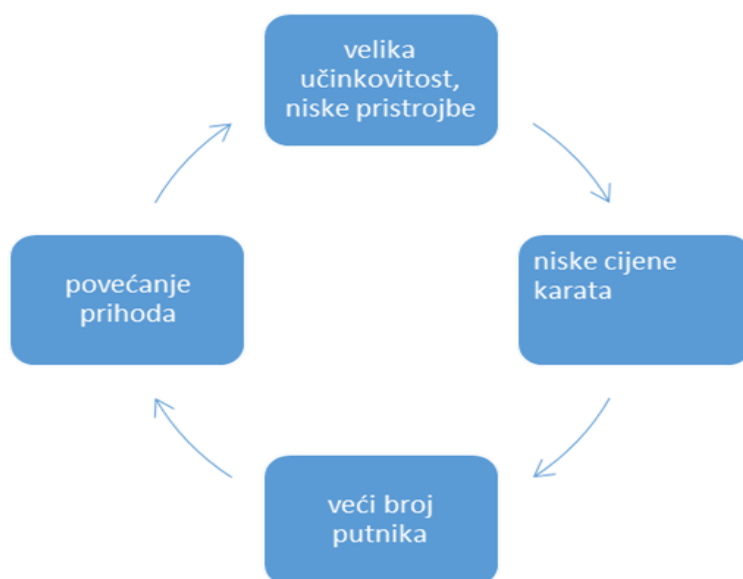 velika
učinkovitost,
niske pristrojbe
niske cijene
karata
veći broj
putnika
povećanje
prihoda